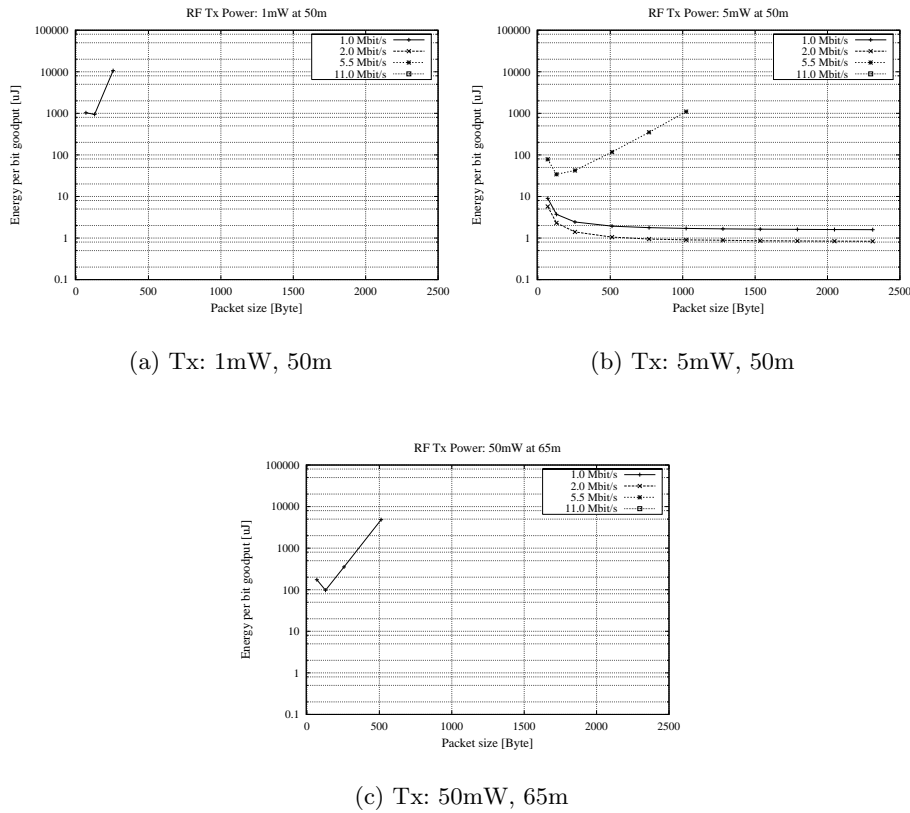 RF Tx Power: 1mW at 50m
100000
10000
1000
100
10
1
0.1
0
500
1000
1500
2000
2500
Energy per bit goodput [uJ]
Packet size [Byte]
1.0 Mbit/s
2.0 Mbit/s
5.5 Mbit/s
11.0 Mbit/s
(a) Tx: 1mW, 50m
RF Tx Power: 5mW at 50m
100000
10000
1000
100
10
1
0.1
0
500
1000
1500
2000
2500
Energy per bit goodput [uJ]
Packet size [Byte]
1.0 Mbit/s
2.0 Mbit/s
5.5 Mbit/s
11.0 Mbit/s
(b) Tx: 5mW, 50m
RF Tx Power: 50mW at 65m
100000
10000
1000
100
10
1
0.1
0
500
1000
1500
2000
2500
Energy per bit goodput [uJ]
Packet size [Byte]
1.0 Mbit/s
2.0 Mbit/s
5.5 Mbit/s
11.0 Mbit/s
(c) Tx: 50mW, 65m